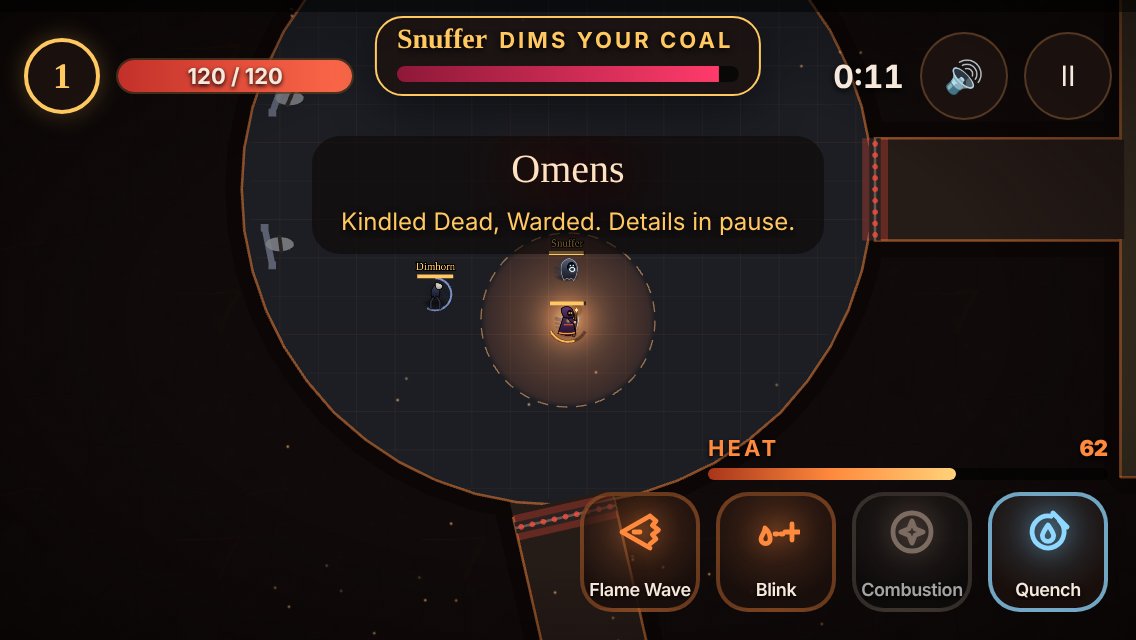 1
120 / 120
Snuffer DIMS YOUR COAL
0:11
Omens
Kindled Dead, Warded. Details in pause.
Snuffer
Dimhorn
HEAT
62
Flame Wave
Blink
Combustion
Quench